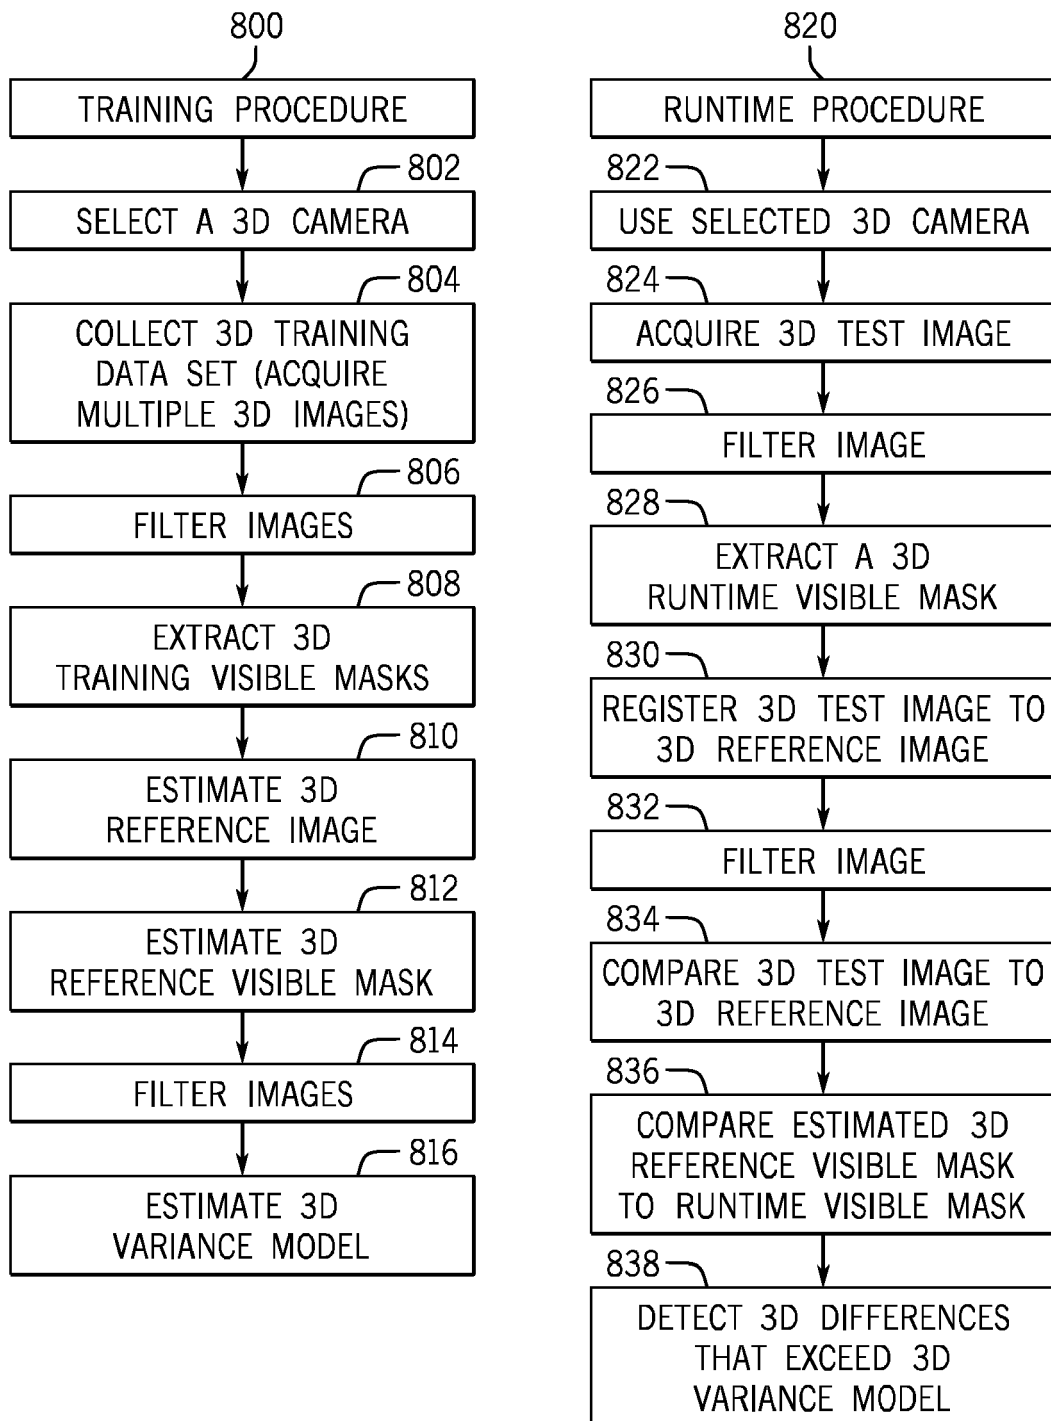 800
TRAINING PROCEDURE
802
SELECT A 3D CAMERA
804
COLLECT 3D TRAINING
DATA SET (ACQUIRE
MULTIPLE 3D IMAGES)
806
FILTER IMAGES
808
EXTRACT 3D
TRAINING VISIBLE MASKS
810
ESTIMATE 3D
REFERENCE IMAGE
812
ESTIMATE 3D
REFERENCE VISIBLE MASK
814
FILTER IMAGES
816
ESTIMATE 3D
VARIANCE MODEL
820
RUNTIME PROCEDURE
822
USE SELECTED 3D CAMERA
824
ACQUIRE 3D TEST IMAGE
826
FILTER IMAGE
828
EXTRACT A 3D
RUNTIME VISIBLE MASK
830
REGISTER 3D TEST IMAGE TO
3D REFERENCE IMAGE
832
FILTER IMAGE
834
COMPARE 3D TEST IMAGE TO
3D REFERENCE IMAGE
836
COMPARE ESTIMATED 3D
REFERENCE VISIBLE MASK
TO RUNTIME VISIBLE MASK
838
DETECT 3D DIFFERENCES
THAT EXCEED 3D
VARIANCE MODEL